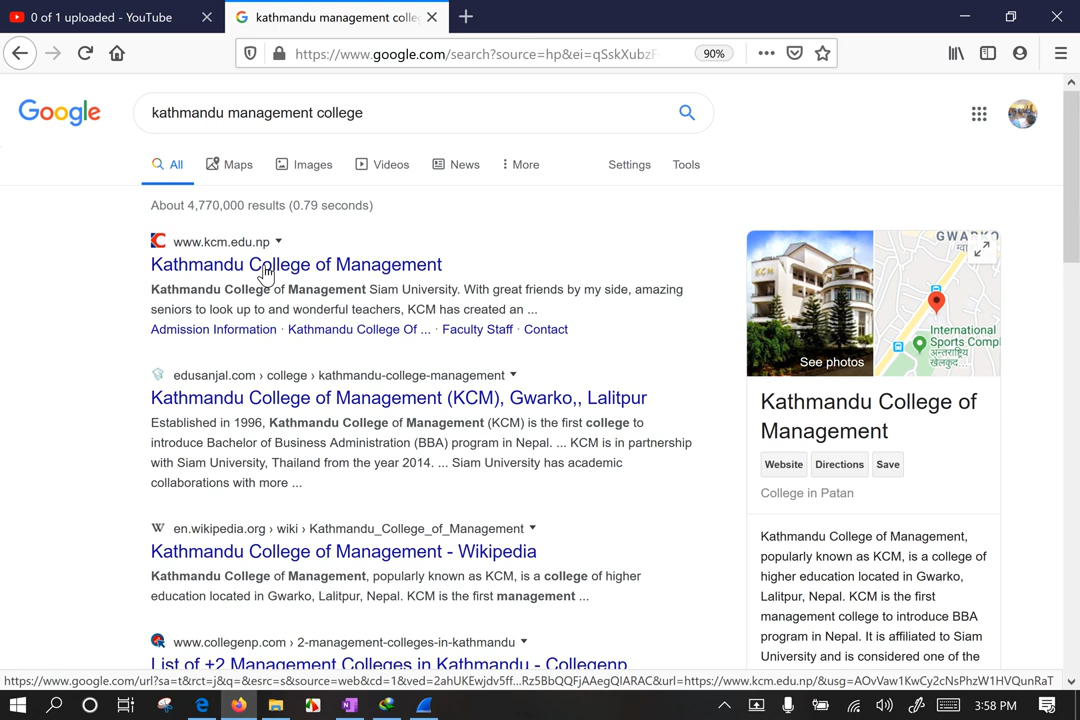 0 of 1 uploaded - YouTube
kathmandu management colle
https://www.google.com/search?source=hp&ei=qSskXubzF
90%
Google
kathmandu management college
All
Maps
Images
Videos
News
More
Settings
Tools
About 4,770,000 results (0.79 seconds)
www.kcm.edu.np
Kathmandu College of Management
Kathmandu College of Management Siam University. With great friends by my side, amazing
seniors to look up to and wonderful teachers, KCM has created an ...
Admission Information · Kathmandu College Of ... · Faculty Staff · Contact
edusanjal.com › college › kathmandu-college-management
Kathmandu College of Management (KCM), Gwarko,, Lalitpur
Established in 1996, Kathmandu College of Management (KCM) is the first college to
introduce Bachelor of Business Administration (BBA) program in Nepal. ... KCM is in partnership
with Siam University, Thailand from the year 2014. ... Siam University has academic
collaborations with more ...
en.wikipedia.org › wiki › Kathmandu_College_of_Management
Kathmandu College of Management - Wikipedia
Kathmandu College of Management, popularly known as KCM, is a college of higher
education located in Gwarko, Lalitpur, Nepal. KCM is the first management ...
www.collegenp.com › 2-management-colleges-in-kathmandu
List of +2 Management Colleges in Kathmandu - Collegenp
KCM
See photos
GWARKO
International
Sports Compl
अन्तर्राष्ट्रिय
खेलकुद...
Kathmandu College of
Management
Website
Directions
Save
College in Patan
Kathmandu College of Management,
popularly known as KCM, is a college of
higher education located in Gwarko,
Lalitpur, Nepal. KCM is the first
management college to introduce BBA
program in Nepal. It is affiliated to Siam
University and is considered one of the
https://www.google.com/url?sa=t&rct=j&q=&esrc=s&source=web&cd=1&ved=2ahUKEwjdv5ff...Rz5BbQQFjAAegQIARAC&url=https://www.kcm.edu.np/&usg=AOvVaw1KwCy2cNsPhzW1HVQunRaT
3:58 PM